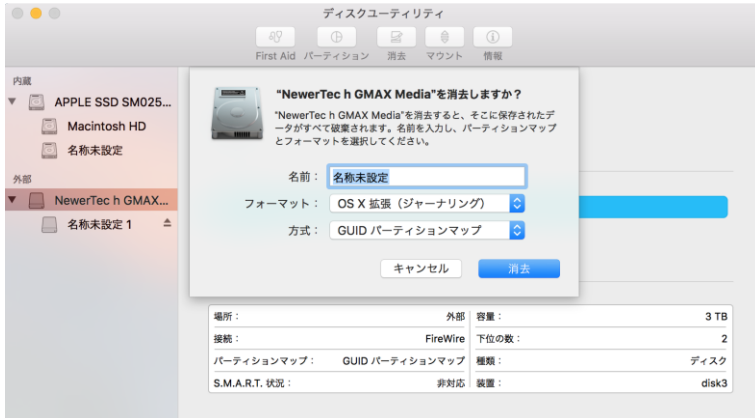 ディスクユーティリティ
First Aid パーティション 消去 マウント 情報
内蔵
APPLE SSD SM025...
Macintosh HD
名称未設定
外部
NewerTec h GMAX...
名称未設定 1
"NewerTec h GMAX Media"を消去しますか？
"NewerTec h GMAX Media"を消去すると、そこに保存されたデ
ータがすべて破棄されます。名前を入力し、パーティションマップ
とフォーマットを選択してください。
名前： 名称未設定
フォーマット： OS X 拡張（ジャーナリング）
方式： GUID パーティションマップ
キャンセル 消去
場所： 外部 容量： 3 TB
接続： FireWire 下位の数： 2
パーティションマップ： GUID パーティションマップ 種類： ディスク
S.M.A.R.T. 状況： 非対応 装置： disk3